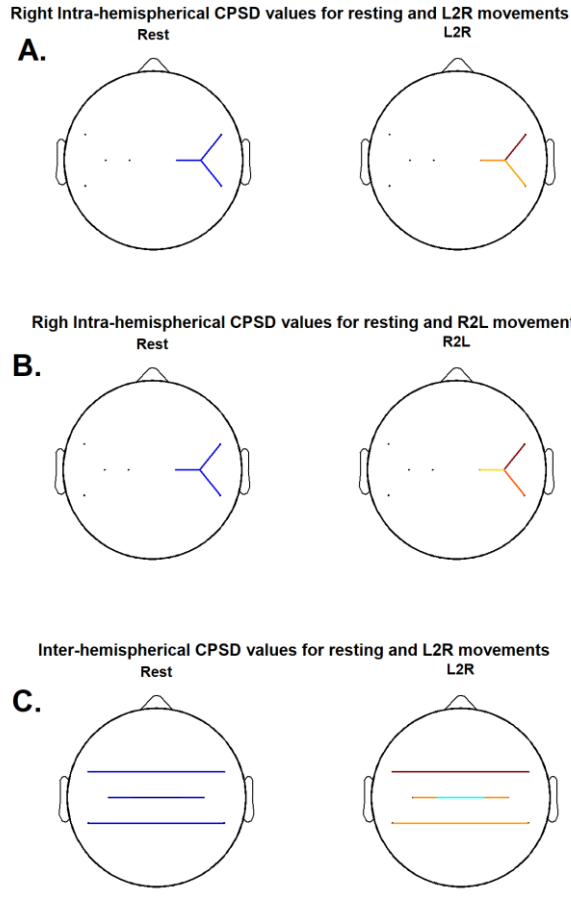 Right Intra-hemispherical CPSD values for resting and L2R movements
A.
Rest
L2R
Righ Intra-hemispherical CPSD values for resting and R2L movement
B.
Rest
R2L
Inter-hemispherical CPSD values for resting and L2R movements
C.
Rest
L2R